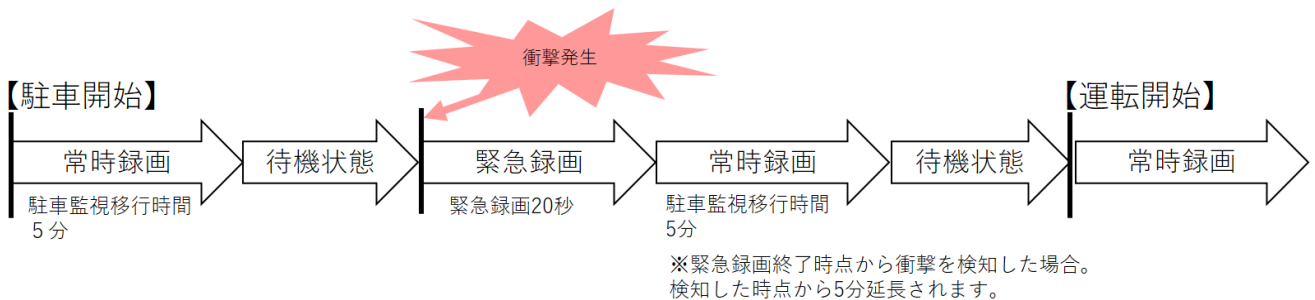 衝撃発生
【駐車開始】
【運転開始】
常時録画
待機状態
緊急録画
常時録画
待機状態
常時録画
駐車監視移行時間
５分
緊急録画20秒
駐車監視移行時間
5分
※緊急録画終了時点から衝撃を検知した場合。
検知した時点から5分延長されます。